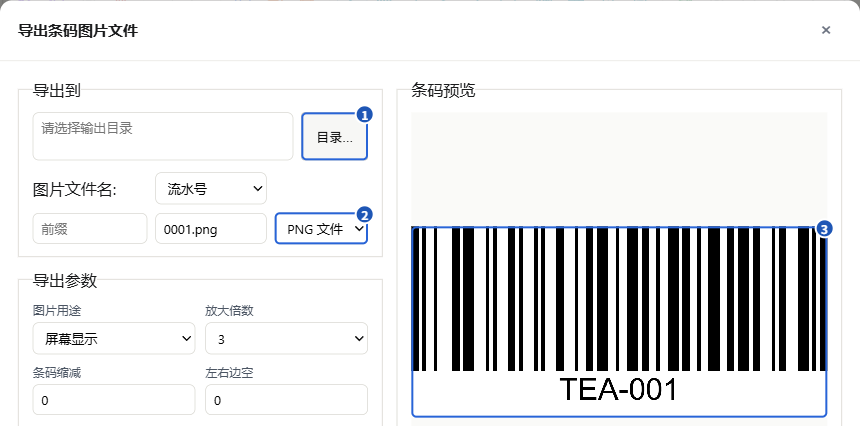 导出条码图片文件
×
导出到
请选择输出目录
目录...
1
图片文件名:
流水号
前缀
0001.png
PNG 文件
2
导出参数
图片用途
放大倍数
屏幕显示
3
条码缩减
左右边空
0
0
条码预览
3
TEA-001